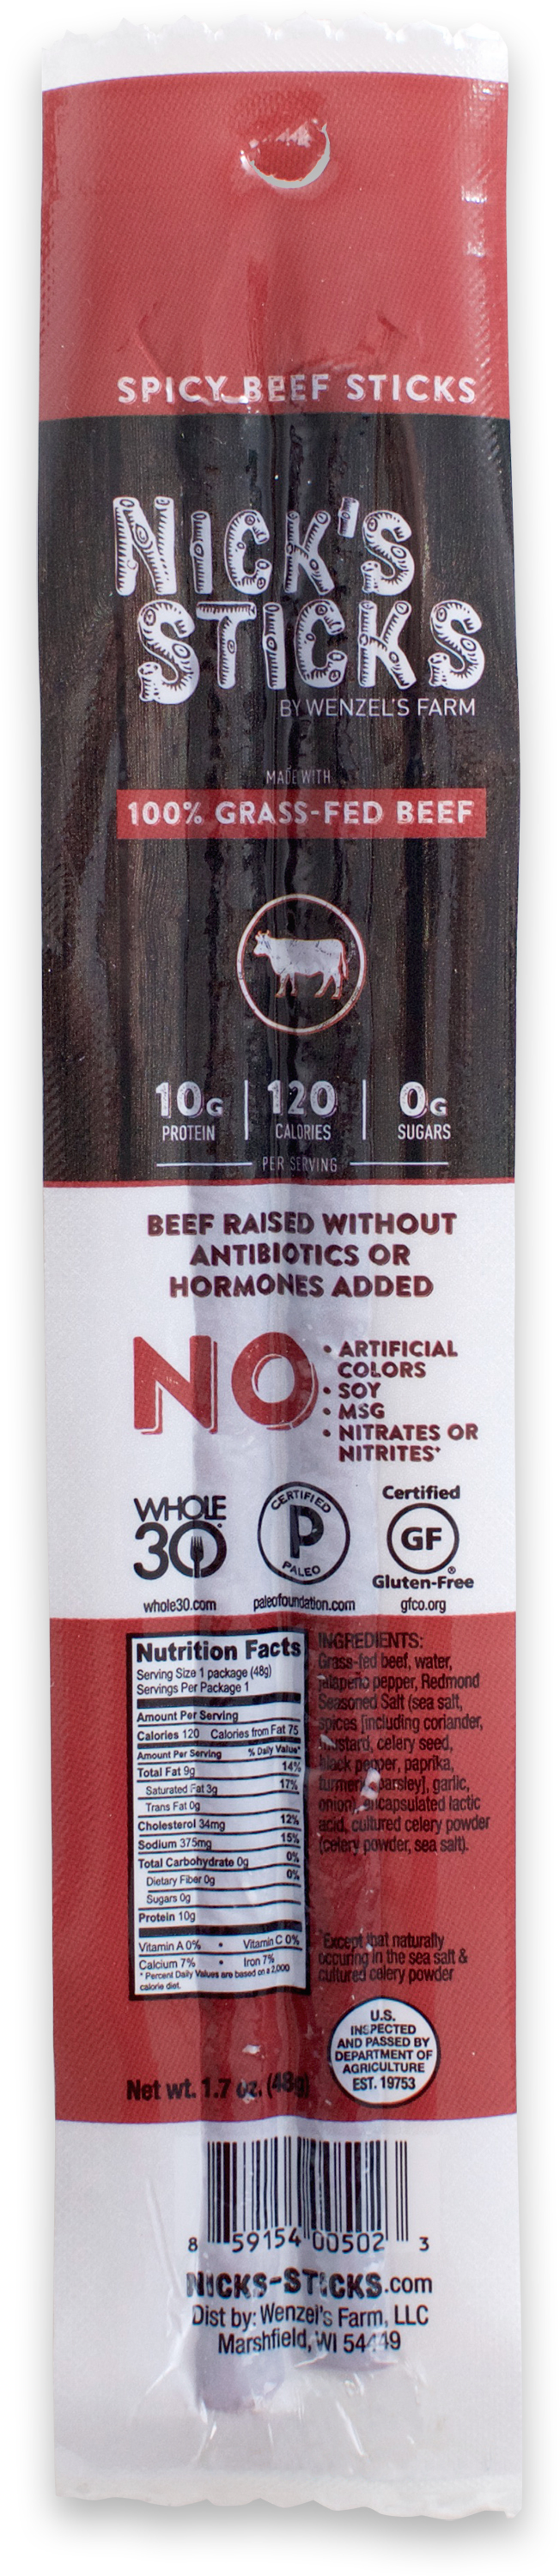 SPICY BEEF STICKS
NICK'S
STICKS
BY WENZEL'S FARM
MADE WITH
100% GRASS-FED BEEF
10G
PROTEIN
120
CALORIES
0G
SUGARS
PER SERVING
BEEF RAISED WITHOUT
ANTIBIOTICS OR
HORMONES ADDED
NO
• ARTIFICIAL
COLORS
• SOY
• MSG
• NITRATES OR
NITRITES*
WHOLE
30
whole30.com
CERTIFIED
P
PALEO
paleofoundation.com
Certified
GF
Gluten-Free
gfco.org
Nutrition Facts
Serving Size 1 package (48g)
Servings Per Package 1
Amount Per Serving
Calories 120 Calories from Fat 75
Amount Per Serving % Daily Value*
Total Fat 9g 14%
Saturated Fat 3g 17%
Trans Fat 0g
Cholesterol 34mg 12%
Sodium 375mg 15%
Total Carbohydrate 0g 0%
Dietary Fiber 0g 0%
Sugars 0g
Protein 10g
Vitamin A 0% • Vitamin C 0%
Calcium 7% • Iron 7%
* Percent Daily Values are based on a 2,000
calorie diet.
INGREDIENTS:
Grass-fed beef, water,
jalapeño pepper, Redmond
Seasoned Salt (sea salt,
spices [including coriander,
mustard, celery seed,
black pepper, paprika,
turmeric, parsley], garlic,
onion), encapsulated lactic
acid, cultured celery powder
(celery powder, sea salt).
*Except that naturally
occuring in the sea salt &
cultured celery powder
U.S.
INSPECTED
AND PASSED BY
DEPARTMENT OF
AGRICULTURE
EST. 19753
Net wt. 1.7 oz. (48g)
8 59154 00502 3
NICKS-STICKS.com
Dist by: Wenzel's Farm, LLC
Marshfield, WI 54449